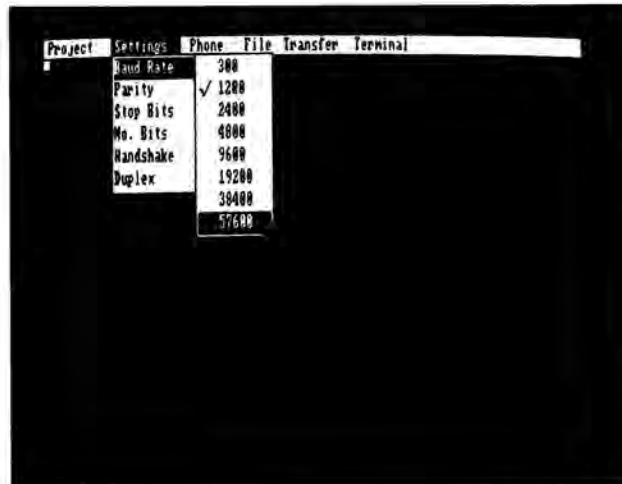 Project Settings Phone File Transfer Terminal
Baud Rate 300
Parity √ 1200
Stop Bits 2400
No. Bits 4800
Handshake 9600
Duplex 19200
38400
57600